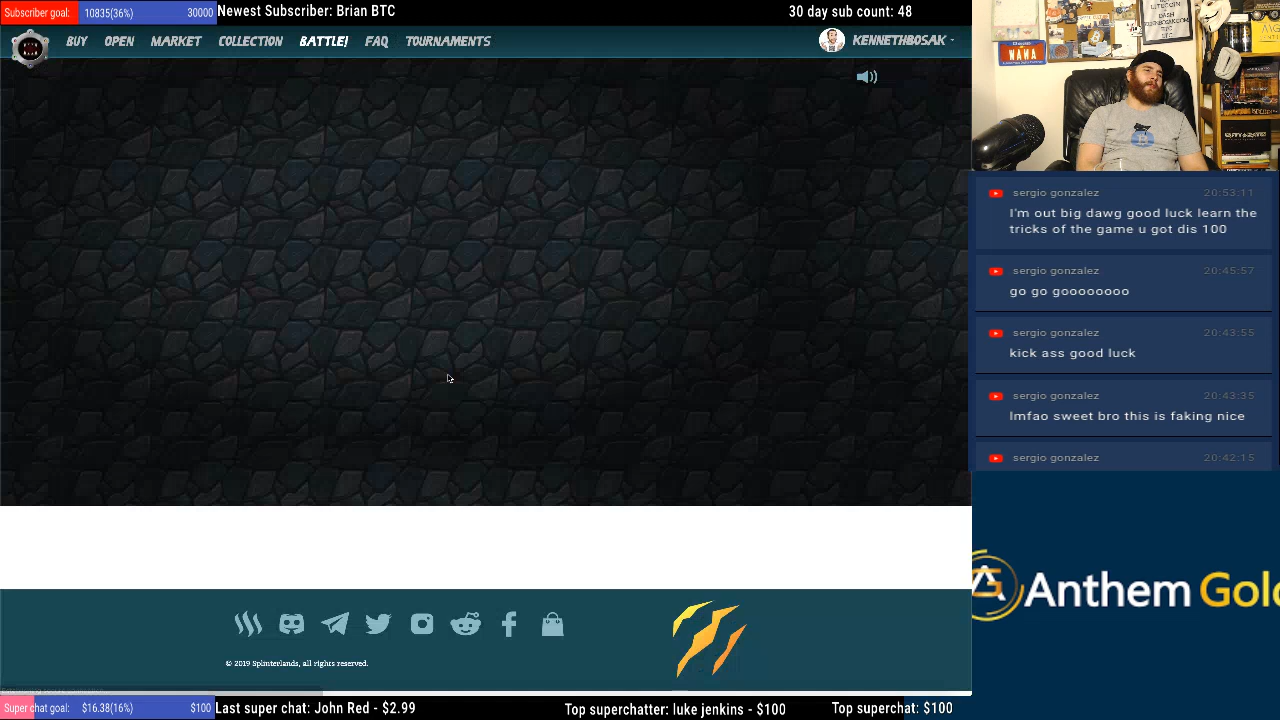 Subscriber goal: 10835(36%) 30000 Newest Subscriber: Brian BTC 30 day sub count: 48
BUY OPEN MARKET COLLECTION BATTLE! FAQ TOURNAMENTS KENNETHBOSAK
WAWA
sergio gonzalez 20:53:11
I'm out big dawg good luck learn the
tricks of the game u got dis 100
sergio gonzalez 20:45:57
go go goooooooo
sergio gonzalez 20:43:55
kick ass good luck
sergio gonzalez 20:43:35
lmfao sweet bro this is faking nice
sergio gonzalez 20:42:15
Anthem Gol
© 2019 Splinterlands, all rights reserved.
Super chat goal: $16.38(16%) $100 Last super chat: John Red - $2.99 Top superchatter: luke jenkins - $100 Top superchat: $100